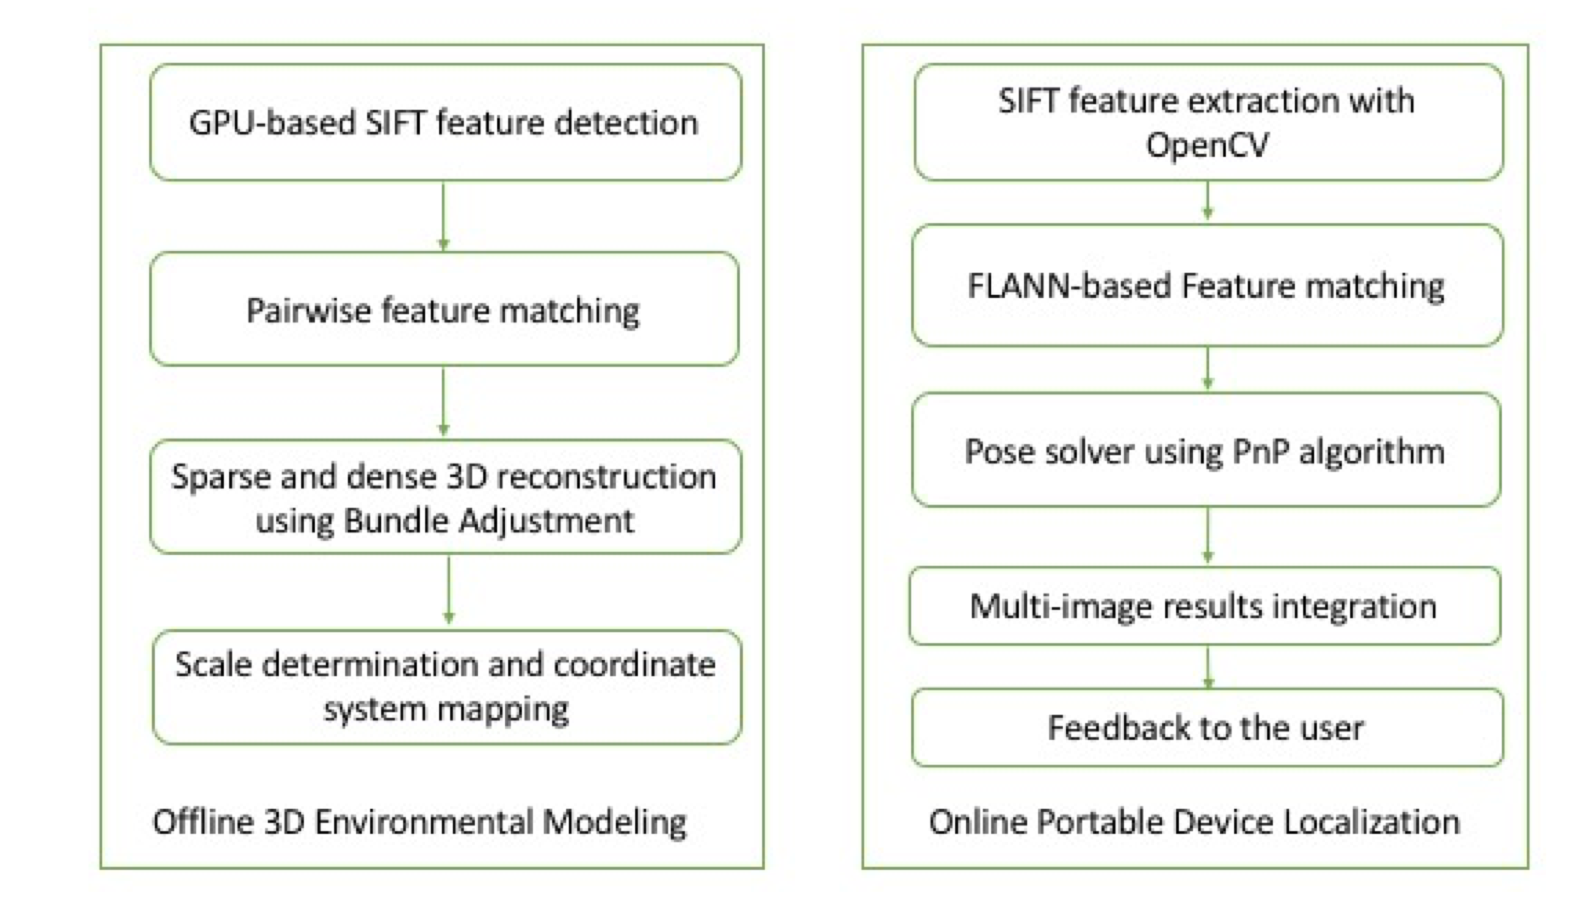 GPU-based SIFT feature detection
Pairwise feature matching
Sparse and dense 3D reconstruction
using Bundle Adjustment
Scale determination and coordinate
system mapping
Offline 3D Environmental Modeling
SIFT feature extraction with
OpenCV
FLANN-based Feature matching
Pose solver using PnP algorithm
Multi-image results integration
Feedback to the user
Online Portable Device Localization